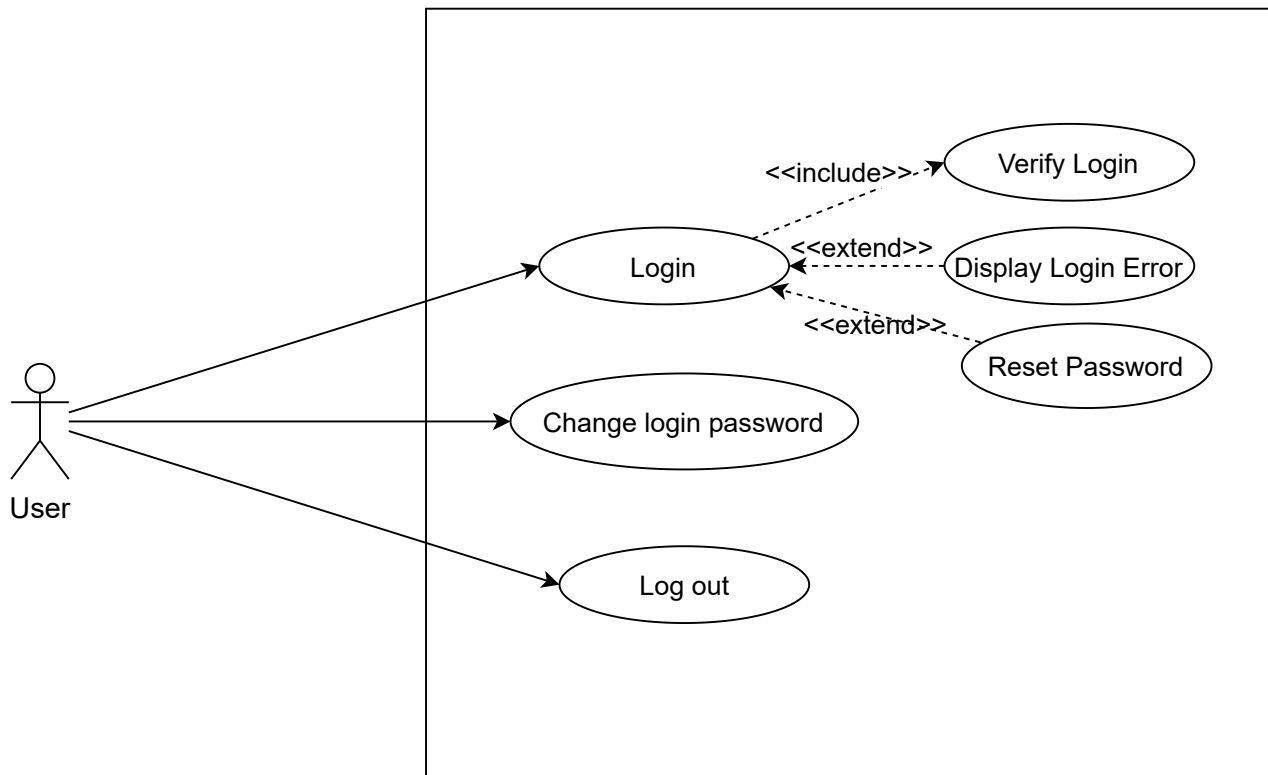 Verify Login
<<include>>
<<extend>>
Login
Display Login Error
<<extend>>
Reset Password
Change login password
User
Log out